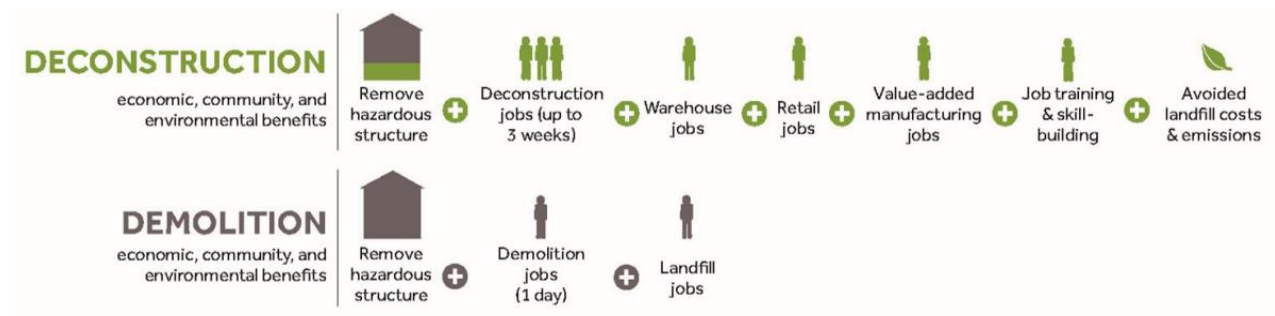 DECONSTRUCTION
economic, community, and
environmental benefits
Remove
hazardous
structure
+
Deconstruction
jobs (up to
3 weeks)
+
Warehouse
jobs
+
Retail
jobs
+
Value-added
manufacturing
jobs
+
Job training
& skill-
building
+
Avoided
landfill costs
& emissions
DEMOLITION
economic, community, and
environmental benefits
Remove
hazardous
structure
+
Demolition
jobs
(1 day)
+
Landfill
jobs